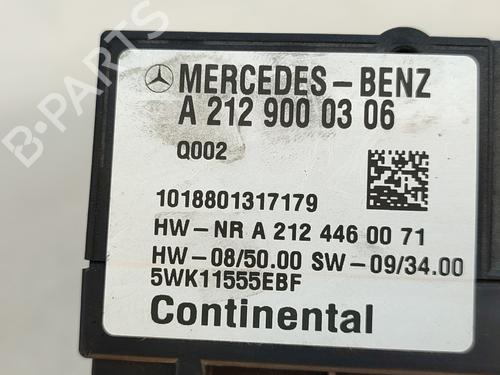 MERCEDES-BENZ
A 212 900 03 06
Q002
1018801317179
HW-NR A 212 446 00 71
HW-08/50.00 SW-09/34.00
5WK11555EBF
Continental